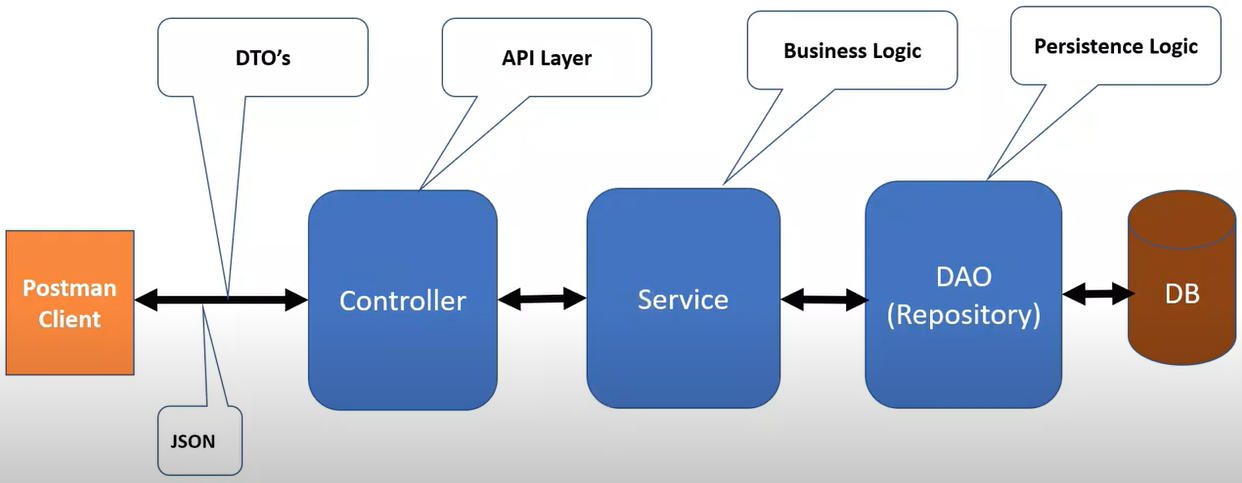 DTO's
API Layer
Business Logic
Persistence Logic
Postman
Client
Controller
Service
DAO
(Repository)
DB
JSON